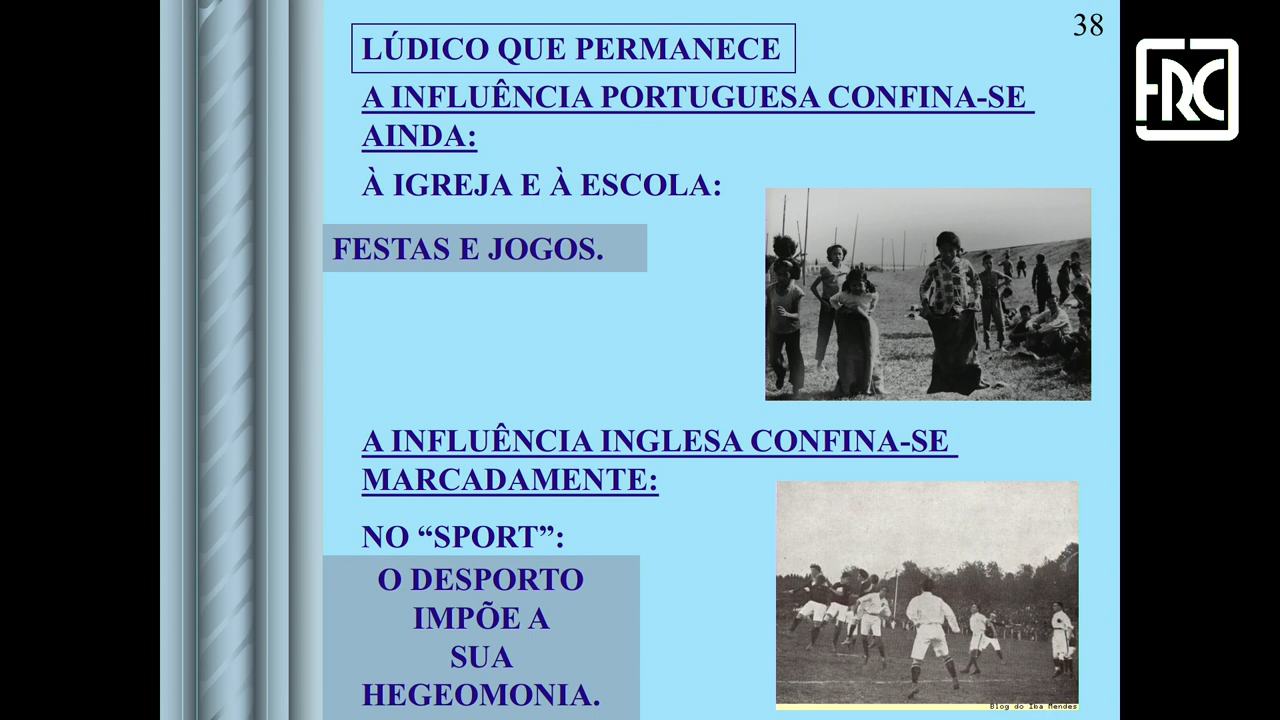 38
LÚDICO QUE PERMANECE
FRC
A INFLUÊNCIA PORTUGUESA CONFINA-SE
AINDA:
À IGREJA E À ESCOLA:
FESTAS E JOGOS.
A INFLUÊNCIA INGLESA CONFINA-SE
MARCADAMENTE:
NO “SPORT”:
O DESPORTO
IMPÕE A
SUA
HEGEOMONIA.
Blog do Iba Mendes